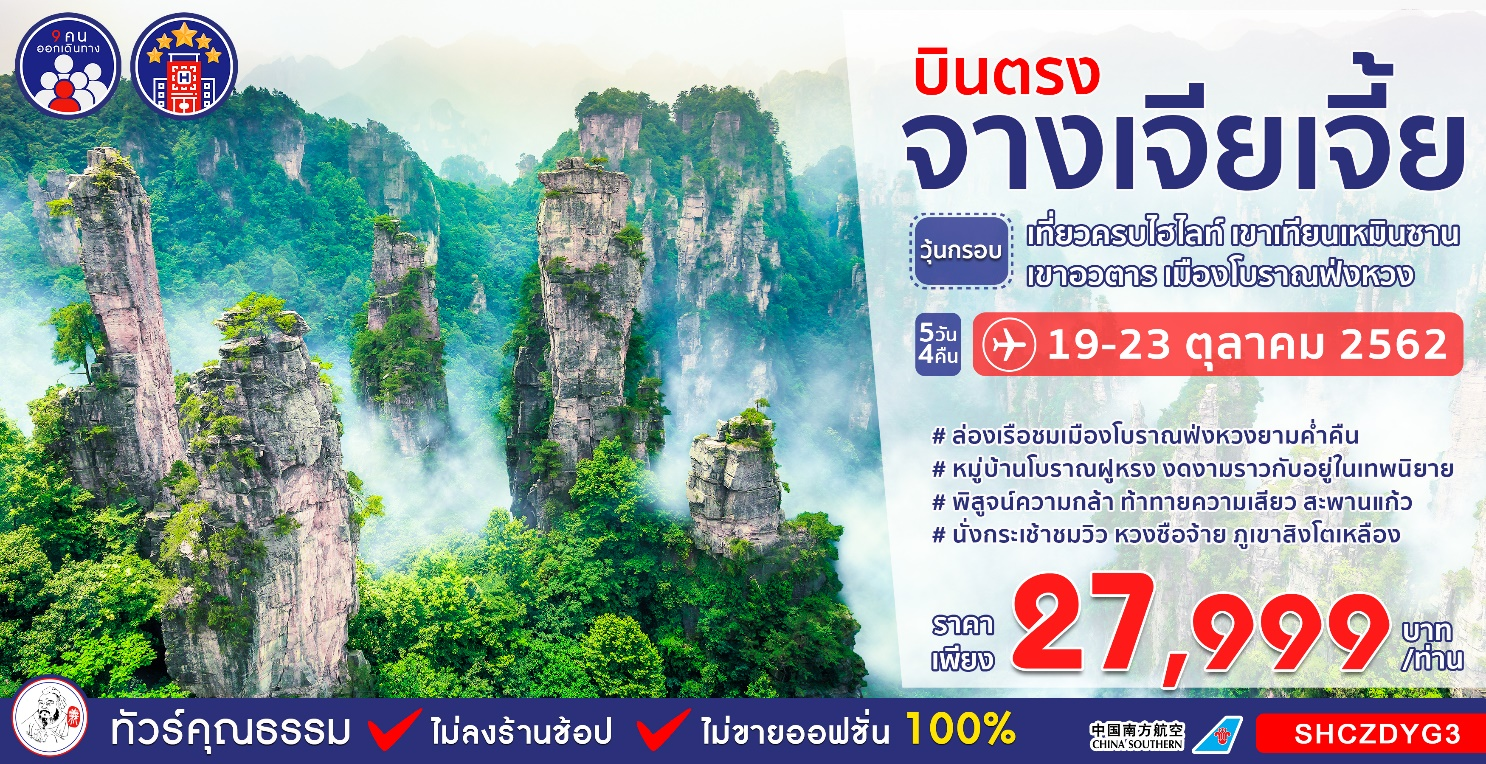 9 คน
ออกเดินทาง
H
บินตรง
จางเจียเจี้ย
วุ้นกรอบ
เที่ยวครบไฮไลท์ เขาเทียนเหมินซาน
เขาอวตาร เมืองโบราณฟ่งหวง
5วัน
4คืน
19-23 ตุลาคม 2562
# ล่องเรือชมเมืองโบราณฟ่งหวงยามค่ำคืน
# หมู่บ้านโบราณฝูหรง งดงามราวกับอยู่ในเทพนิยาย
# พิสูจน์ความกล้า ท้าทายความเสียว สะพานแก้ว
# นั่งกระเช้าชมวิว หวงซือจ้าย ภูเขาสิงโตเหลือง
ราคา
เพียง
27,999
บาท
/ท่าน
ทัวร์คุณธรรม ไม่ลงร้านช้อป ไม่ขายออฟชั่น 100%
中国南方航空
CHINA SOUTHERN
SHCZDYG3